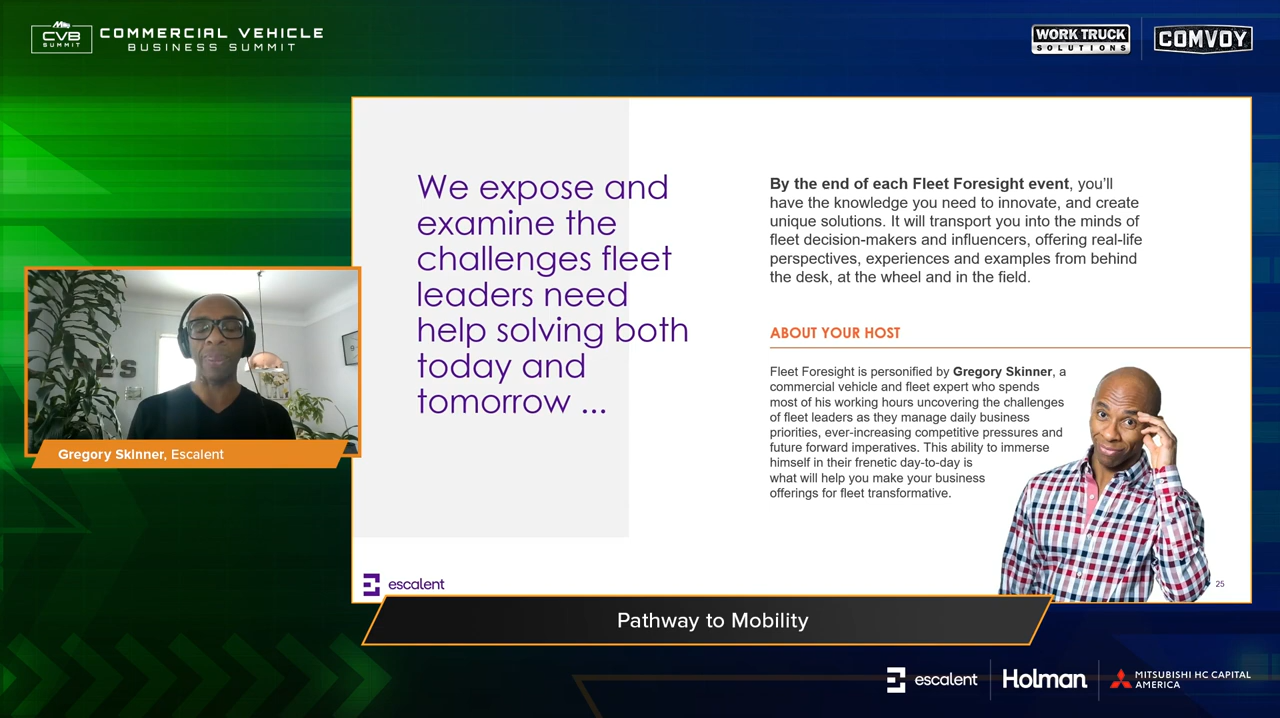 CVB
SUMMIT
COMMERCIAL VEHICLE
BUSINESS SUMMIT
WORK TRUCK
SOLUTIONS
COMVOY
We expose and
examine the
challenges fleet
leaders need
help solving both
today and
tomorrow ...
By the end of each Fleet Foresight event, you’ll
have the knowledge you need to innovate, and create
unique solutions. It will transport you into the minds of
fleet decision-makers and influencers, offering real-life
perspectives, experiences and examples from behind
the desk, at the wheel and in the field.
ABOUT YOUR HOST
Fleet Foresight is personified by Gregory Skinner, a
commercial vehicle and fleet expert who spends
most of his working hours uncovering the challenges
of fleet leaders as they manage daily business
priorities, ever-increasing competitive pressures and
future forward imperatives. This ability to immerse
himself in their frenetic day-to-day is
what will help you make your business
offerings for fleet transformative.
Gregory Skinner, Escalent
escalent
25
Pathway to Mobility
escalent
Holman
MITSUBISHI HC CAPITAL
AMERICA